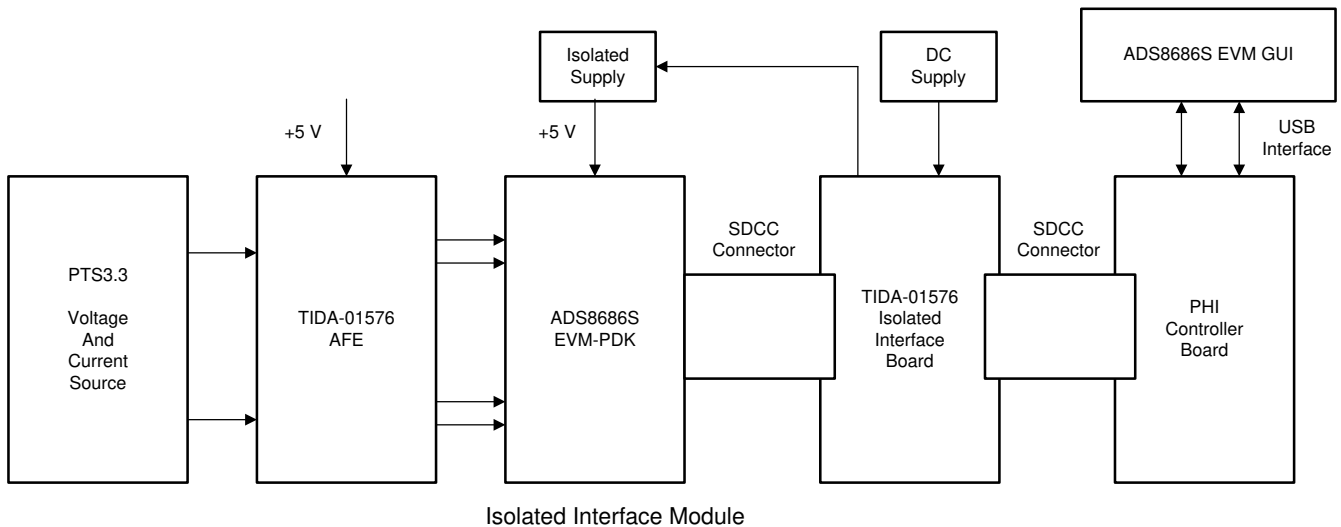 Isolated
Supply
DC
Supply
ADS8686S EVM GUI
+5 V
+5 V
USB
Interface
PTS3.3
Voltage
And
Current
Source
TIDA-01576
AFE
ADS8686S
EVM-PDK
SDCC
Connector
TIDA-01576
Isolated
Interface
Board
SDCC
Connector
PHI
Controller
Board
Isolated Interface Module